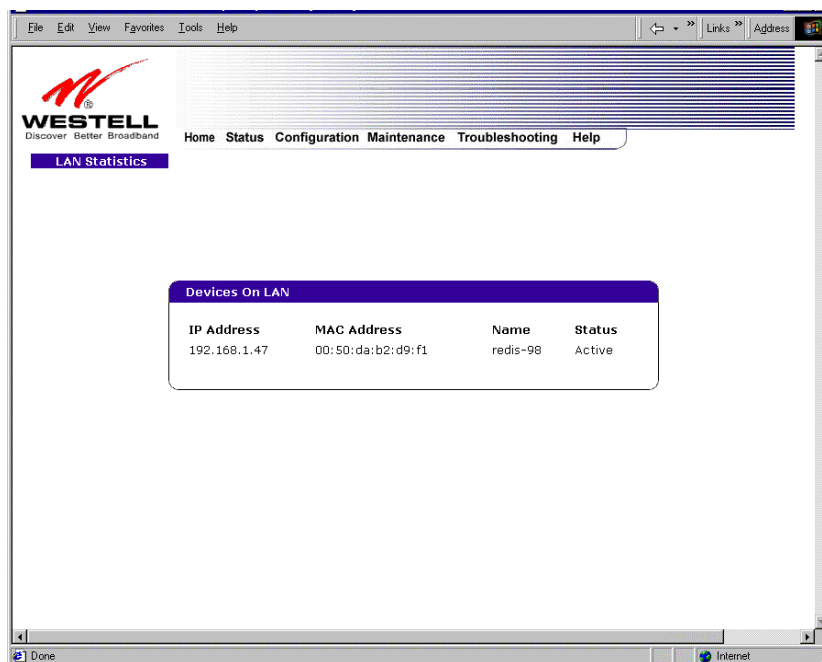 File Edit View Favorites Tools Help
Links » Address
WESTELL ®
Discover Better Broadband
Home Status Configuration Maintenance Troubleshooting Help
LAN Statistics
Devices On LAN
IP Address MAC Address Name Status
192.168.1.47 00:50:da:b2:d9:f1 redis-98 Active
Done Internet